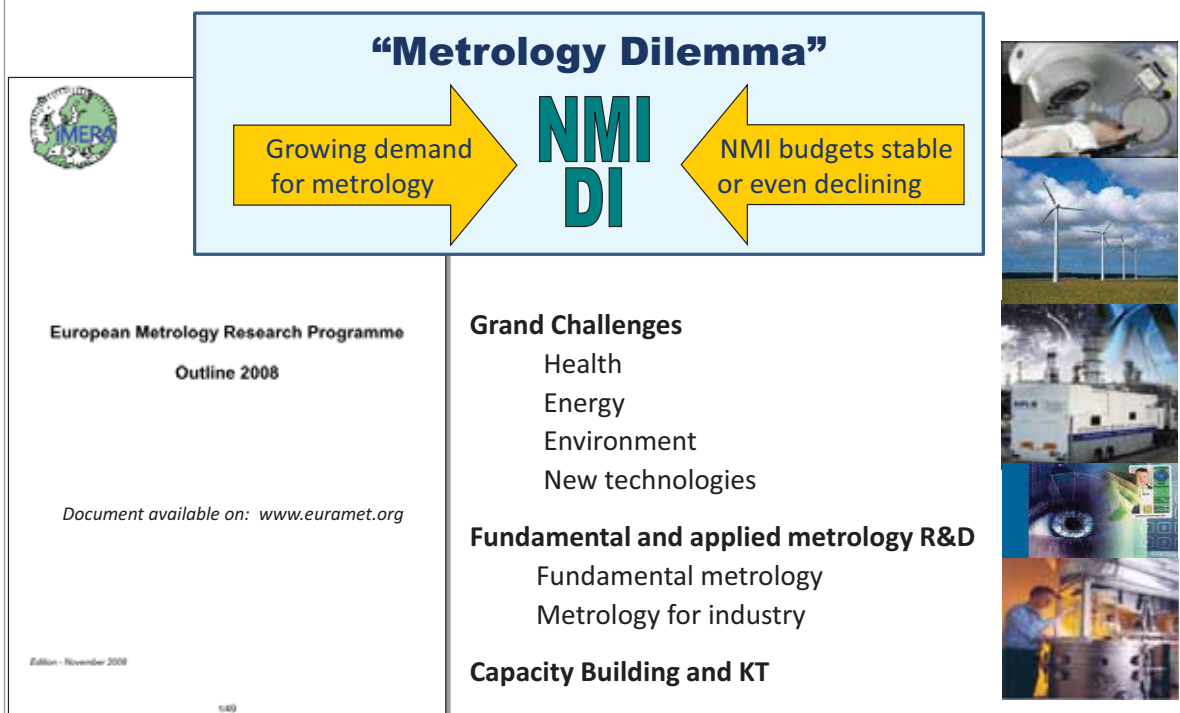 “Metrology Dilemma”
iMERA
Growing demand
for metrology
NMI
DI
NMI budgets stable
or even declining
European Metrology Research Programme
Outline 2008
Document available on: www.euramet.org
Edition - November 2008
1/49
Grand Challenges
Health
Energy
Environment
New technologies
Fundamental and applied metrology R&D
Fundamental metrology
Metrology for industry
Capacity Building and KT